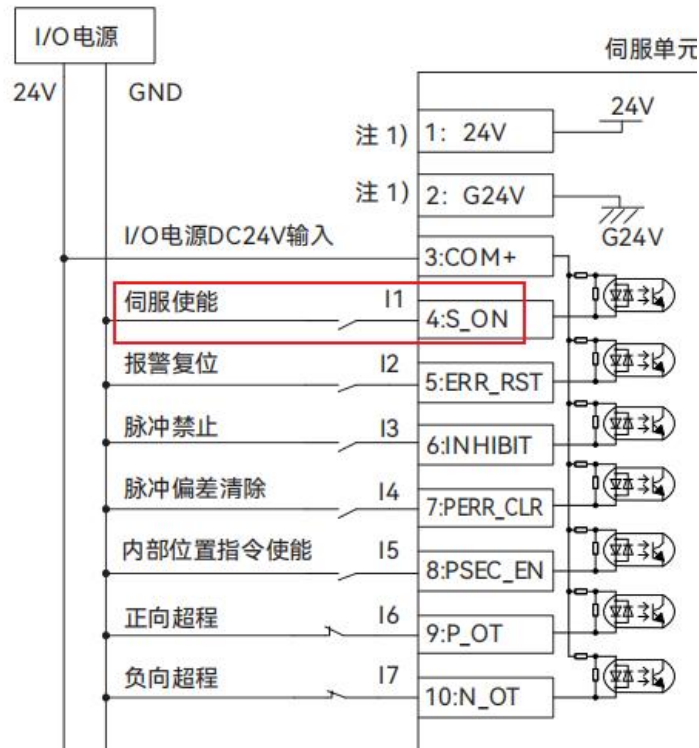 I/O电源
伺服单元
24V
GND
24V
注 1)
1: 24V
注 1)
2: G24V
G24V
I/O电源DC24V输入
3:COM+
伺服使能
I1
4:S_ON
报警复位
I2
5:ERR_RST
脉冲禁止
I3
6:INHIBIT
脉冲偏差清除
I4
7:PERR_CLR
内部位置指令使能
I5
8:PSEC_EN
正向超程
I6
9:P_OT
负向超程
I7
10:N_OT